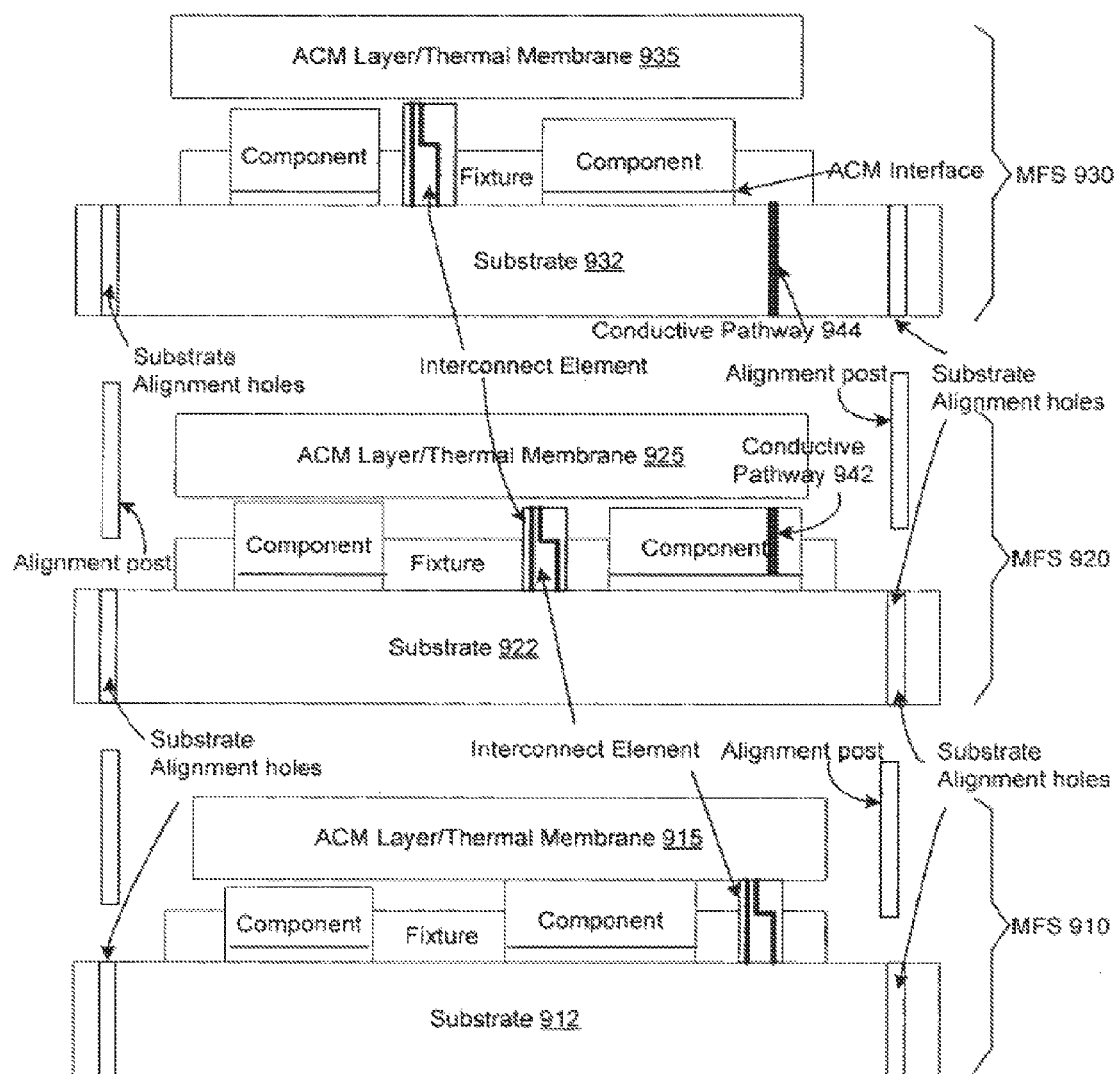 ACM Layer/Thermal Membrane 935
Component
Fixture
Component
ACM Interface
MFS 930
Substrate 932
Conductive Pathway 944
Substrate
Alignment holes
Interconnect Element
Alignment post
Substrate
Alignment holes
ACM Layer/Thermal Membrane 925
Conductive
Pathway 942
Alignment post
Component
Fixture
Component
MFS 920
Substrate 922
Substrate
Alignment holes
Interconnect Element
Alignment post
Substrate
Alignment holes
ACM Layer/Thermal Membrane 915
Component
Fixture
Component
MFS 910
Substrate 912